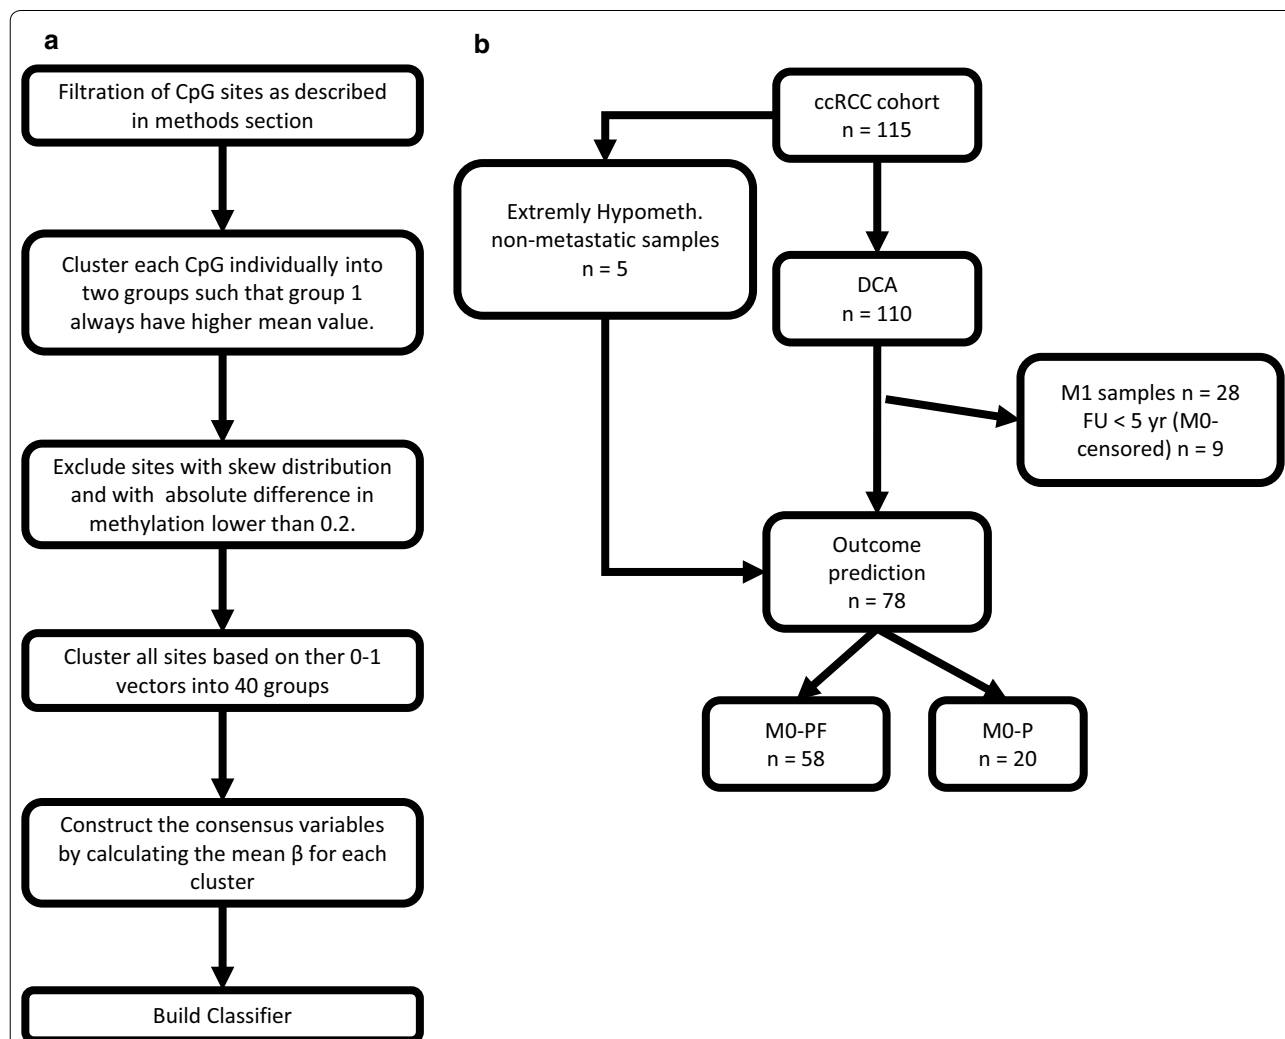 a
Filtration of CpG sites as described
in methods section
Cluster each CpG individually into
two groups such that group 1
always have higher mean value.
Exclude sites with skew distribution
and with absolute difference in
methylation lower than 0.2.
Cluster all sites based on ther 0-1
vectors into 40 groups
Construct the consensus variables
by calculating the mean β for each
cluster
Build Classifier
b
ccRCC cohort
n = 115
Extremly Hypometh.
non-metastatic samples
n = 5
DCA
n = 110
M1 samples n = 28
FU < 5 yr (M0-
censored) n = 9
Outcome
prediction
n = 78
M0-PF
n = 58
M0-P
n = 20